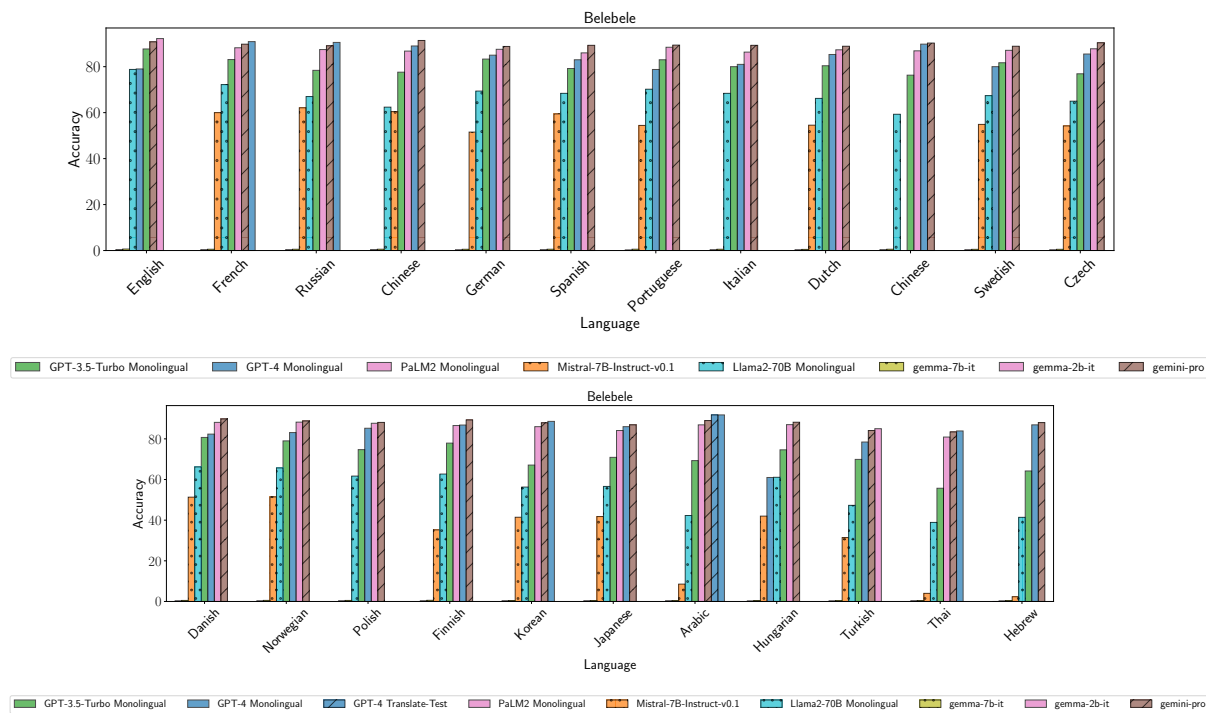 Belebele
80
60
40
20
0
Accuracy
English French Russian Chinese German Spanish Portuguese Italian Dutch Chinese Swedish Czech
Language
GPT-3.5-Turbo Monolingual GPT-4 Monolingual PaLM2 Monolingual Mistral-7B-Instruct-v0.1 Llama2-70B Monolingual gemma-7b-it gemma-2b-it gemini-pro
Belebele
80
60
40
20
0
Accuracy
Danish Norwegian Polish Finnish Korean Japanese Arabic Hungarian Turkish Thai Hebrew
Language
GPT-3.5-Turbo Monolingual GPT-4 Monolingual GPT-4 Translate-Test PaLM2 Monolingual Mistral-7B-Instruct-v0.1 Llama2-70B Monolingual gemma-7b-it gemma-2b-it gemini-pro